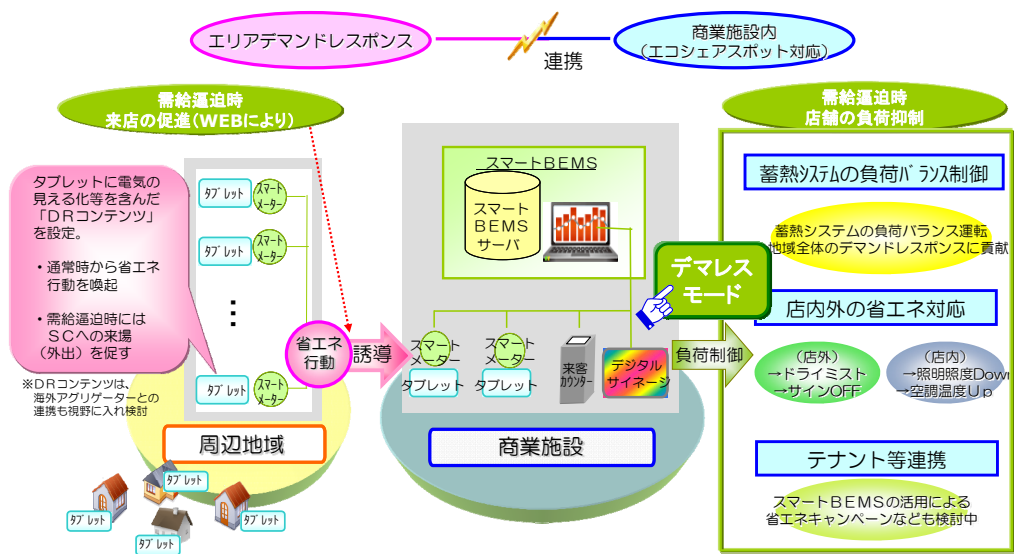 エリアデマンドレスポンス
連携
商業施設内
(エコシェアスポット対応)
需給逼迫時
来店の促進(WEBにより)
タブレットに電気の
見える化等を含んだ
「DRコンテンツ」
を設定。
・通常時から省エネ
行動を喚起
・需給逼迫時には
SCへの来場
(外出)を促す
※DRコンテンツは、
海外アグリゲーターとの
連携も視野に入れ検討
タブレット
スマート
メーター
タブレット
スマート
メーター
タブレット
スマート
メーター
省エネ
行動
誘導
周辺地域
タブレット
タブレット
タブレット
タブレット
スマートBEMS
スマート
BEMS
サーバ
スマート
メーター
タブレット
スマート
メーター
タブレット
来客
カウンター
デジタル
サイネージ
商業施設
デマレス
モード
負荷制御
需給逼迫時
店舗の負荷抑制
蓄熱システムの負荷バランス制御
蓄熱システムの負荷バランス運転
地域全体のデマンドレスポンスに貢献
店内外の省エネ対応
(店外)
→ドライミスト
→サインOFF
(店内)
→照明照度Down
→空調温度Up
テナント等連携
スマートBEMSの活用による
省エネキャンペーンなども検討中